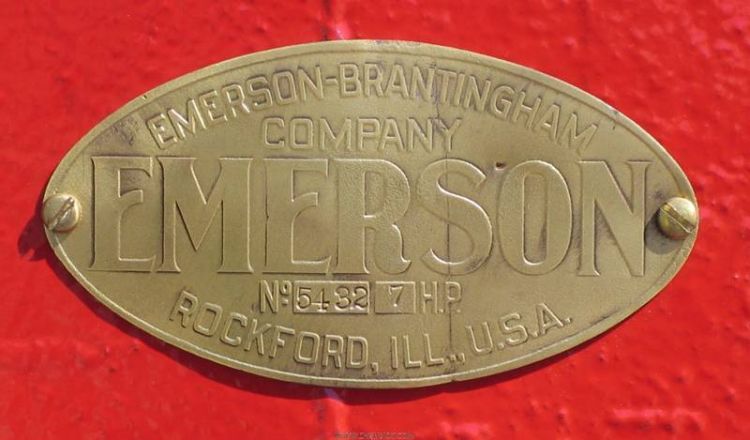 EMERSON-BRANTINGHAM
COMPANY
EMERSON
Nº 5432 7 H.P.
ROCKFORD, ILL., U.S.A.